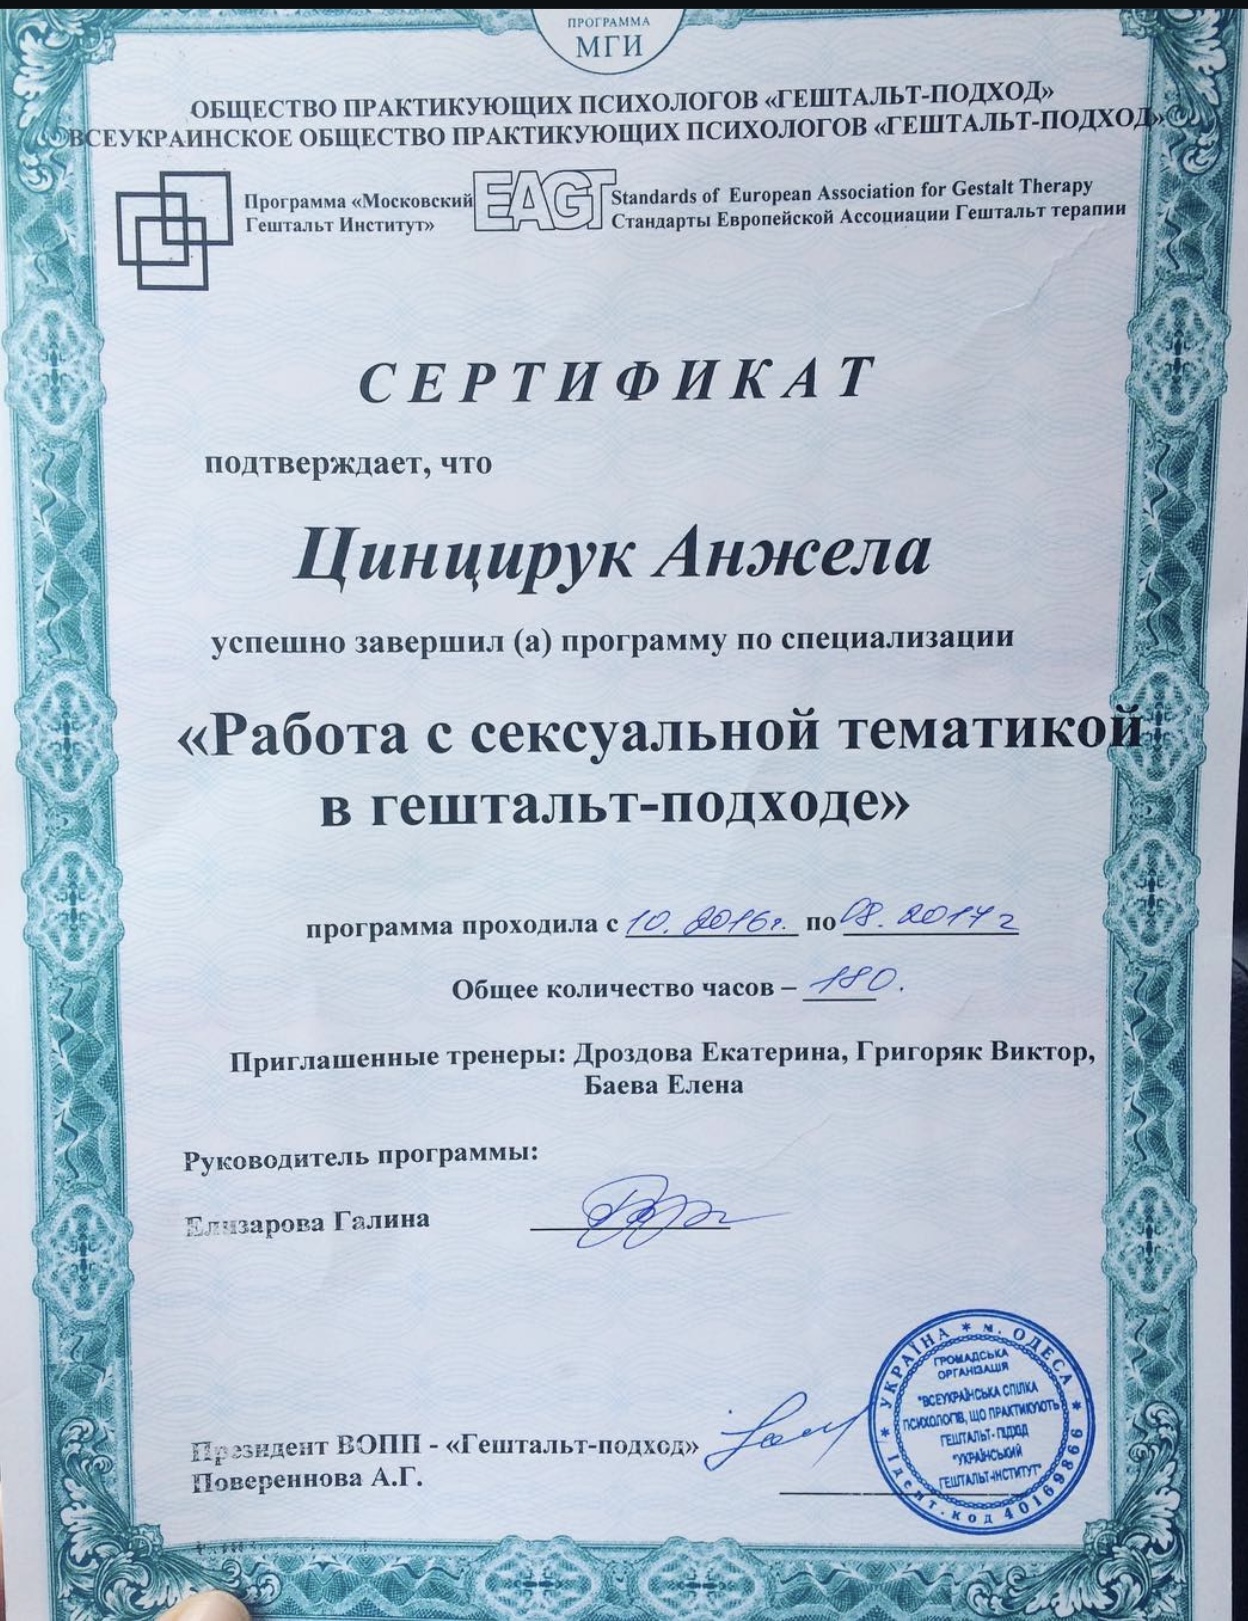 ПРОГРАММА
МГИ
ОБЩЕСТВО ПРАКТИКУЮЩИХ ПСИХОЛОГОВ «ГЕШТАЛЬТ-ПОДХОД»
ВСЕУКРАИНСКОЕ ОБЩЕСТВО ПРАКТИКУЮЩИХ ПСИХОЛОГОВ «ГЕШТАЛЬТ-ПОДХОД»
Программа «Московский
Гештальт Институт»
EAGT
Standards of European Association for Gestalt Therapy
Стандарты Европейской Ассоциации Гештальт терапии
СЕРТИФИКАТ
подтверждает, что
Цинцирук Анжела
успешно завершил (а) программу по специализации
«Работа с сексуальной тематикой
в гештальт-подходе»
программа проходила с 10. 2016г. по 08. 2017г
Общее количество часов – 180.
Приглашенные тренеры: Дроздова Екатерина, Григоряк Виктор,
Баева Елена
Руководитель программы:
Елизарова Галина
Президент ВОПП - «Гештальт-подход»
Повереннова А.Г.
УКРАЇНА * м. ОДЕСА *
* Ідент. код 40169866
ГРОМАДСЬКА
ОРГАНІЗАЦІЯ
"ВСЕУКРАЇНСЬКА СПІЛКА
ПСИХОЛОГІВ, ЩО ПРАКТИКУЮТЬ
ГЕШТАЛЬТ- ПІДХІД
"УКРАЇНСЬКИЙ
ГЕШТАЛЬТ-ІНСТИТУТ"